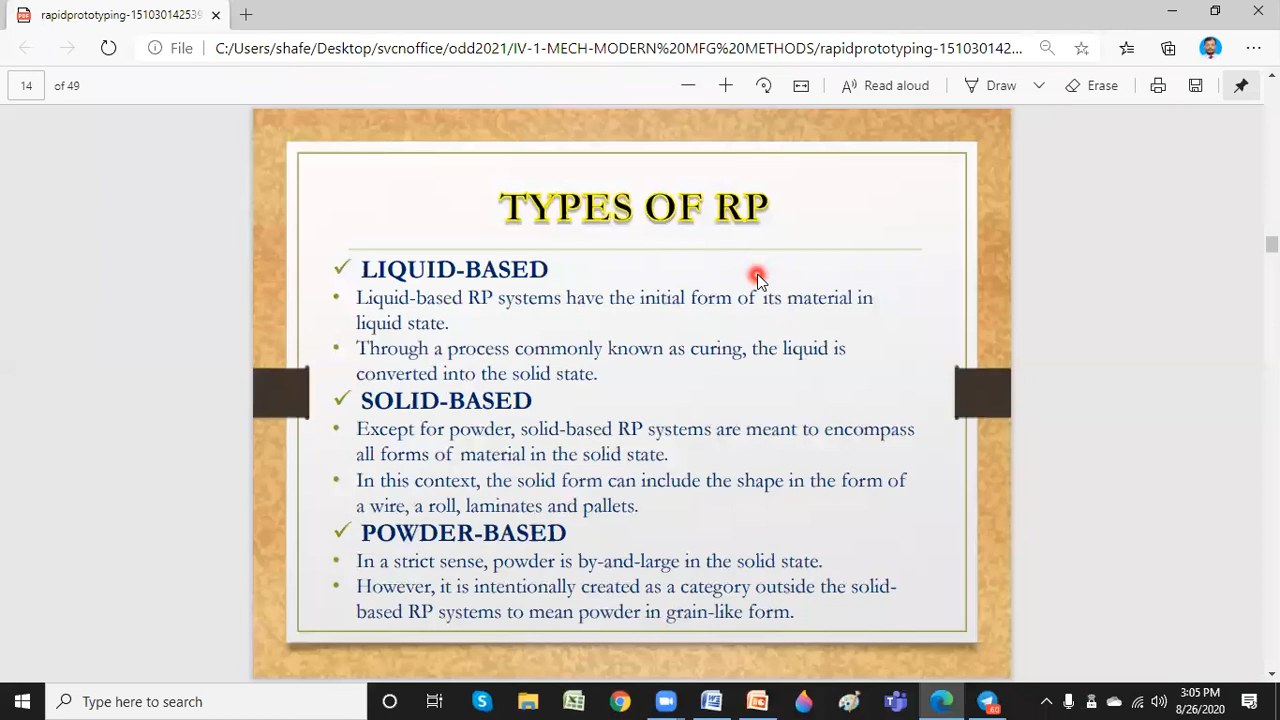 rapidprototyping-151030142539
File
C:/Users/shafe/Desktop/svcnoffice/odd2021/IV-1-MECH-MODERN%20MFG%20METHODS/rapidprototyping-151030142...
14 of 49
Read aloud
Draw
Erase
TYPES OF RP
✓ LIQUID-BASED
• Liquid-based RP systems have the initial form of its material in
liquid state.
• Through a process commonly known as curing, the liquid is
converted into the solid state.
✓ SOLID-BASED
• Except for powder, solid-based RP systems are meant to encompass
all forms of material in the solid state.
• In this context, the solid form can include the shape in the form of
a wire, a roll, laminates and pallets.
✓ POWDER-BASED
• In a strict sense, powder is by-and-large in the solid state.
• However, it is intentionally created as a category outside the solid-
based RP systems to mean powder in grain-like form.
Type here to search
60
3:05 PM
8/26/2020